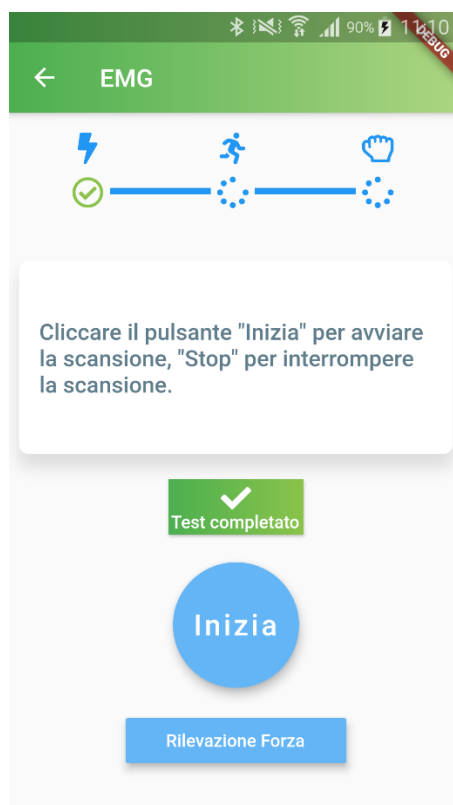 90% 11:10
DEBUG
EMG
Cliccare il pulsante "Inizia" per avviare
la scansione, "Stop" per interrompere
la scansione.
Test completato
Inizia
Rilevazione Forza